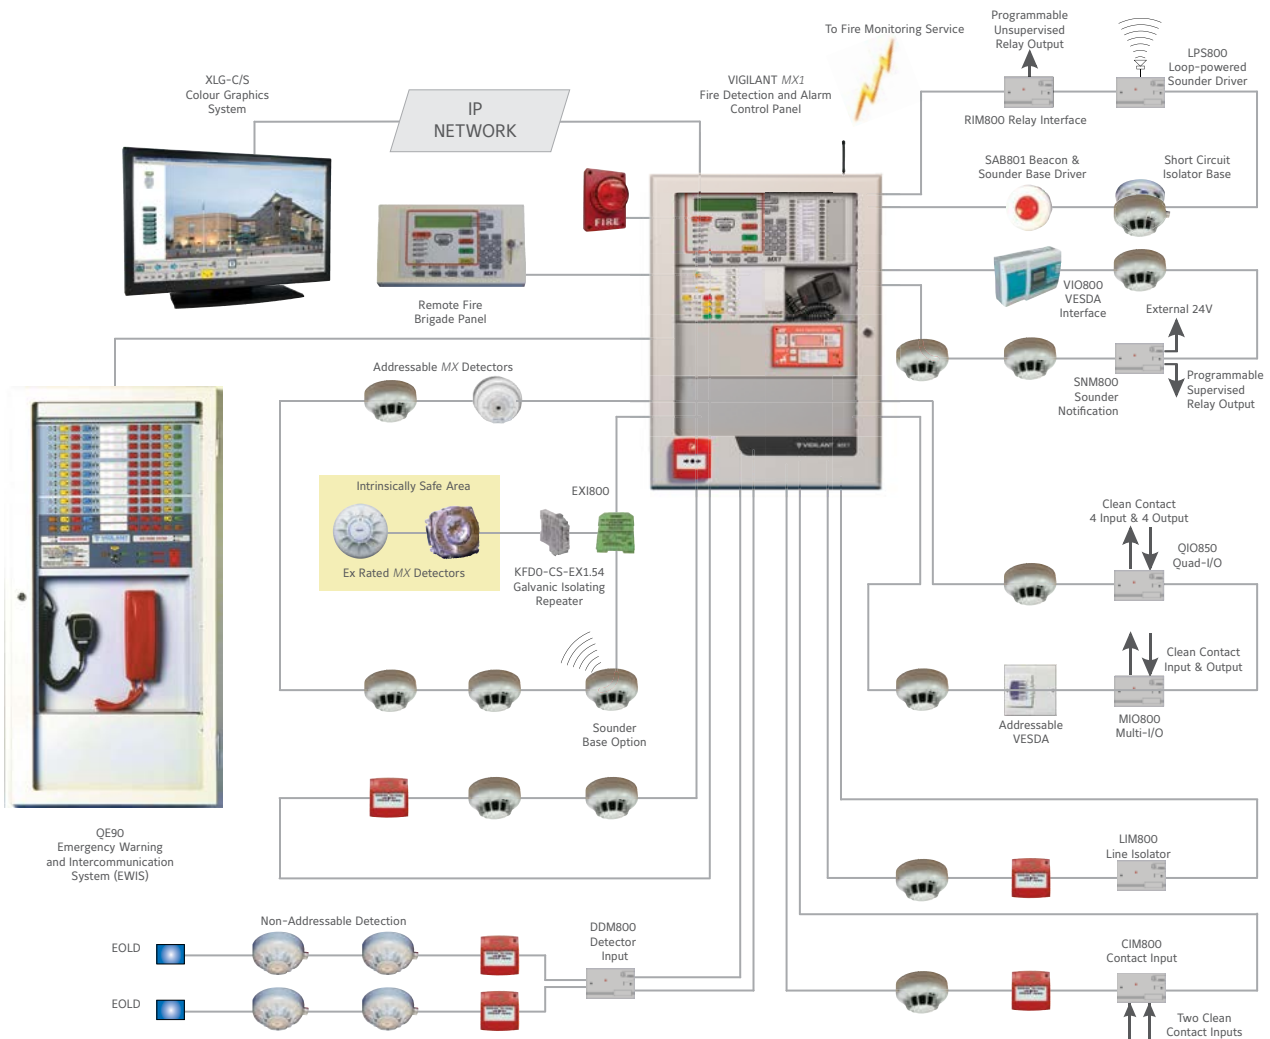 Programmable
Unsupervised
Relay Output
To Fire Monitoring Service
LPS800
Loop-powered
Sounder Driver
XLG-C/S
Colour Graphics
System
IP
NETWORK
VIGILANT MX1
Fire Detection and Alarm
Control Panel
RIM800 Relay Interface
SAB801 Beacon &
Sounder Base Driver
Short Circuit
Isolator Base
FIRE
MX1
MX1
VIO800
VESDA
Interface
Remote Fire
Brigade Panel
External 24V
Addressable MX Detectors
SNM800
Sounder
Notification
Programmable
Supervised
Relay Output
VIGILANT MX1
Intrinsically Safe Area
EXI800
Clean Contact
4 Input & 4 Output
QIO850
Quad-I/O
VIGILANT
Ex Rated MX Detectors
KFD0-CS-EX1.54
Galvanic Isolating
Repeater
Clean Contact
Input & Output
Sounder
Base Option
Addressable
VESDA
MIO800
Multi-I/O
QE90
Emergency Warning
and Intercommunication
System (EWIS)
LIM800
Line Isolator
Non-Addressable Detection
DDM800
Detector
Input
EOLD
CIM800
Contact Input
EOLD
Two Clean
Contact Inputs